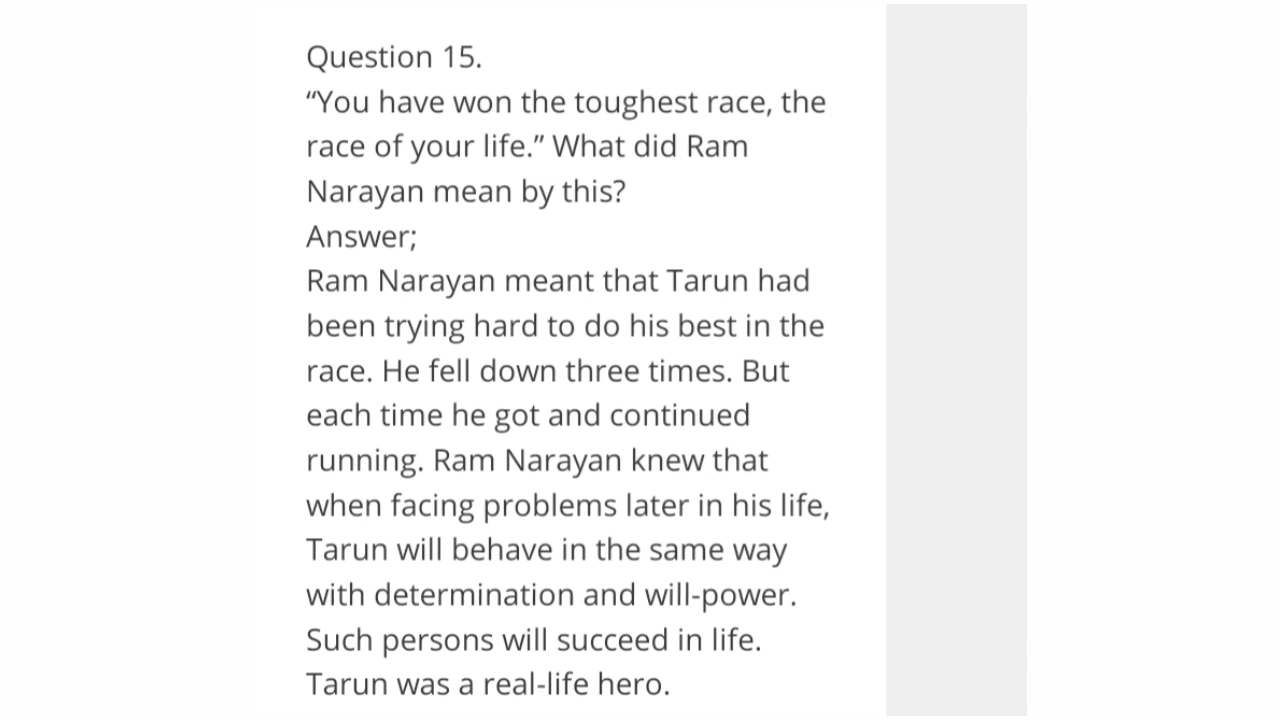 Question 15.
“You have won the toughest race, the
race of your life.” What did Ram
Narayan mean by this?
Answer;
Ram Narayan meant that Tarun had
been trying hard to do his best in the
race. He fell down three times. But
each time he got and continued
running. Ram Narayan knew that
when facing problems later in his life,
Tarun will behave in the same way
with determination and will-power.
Such persons will succeed in life.
Tarun was a real-life hero.